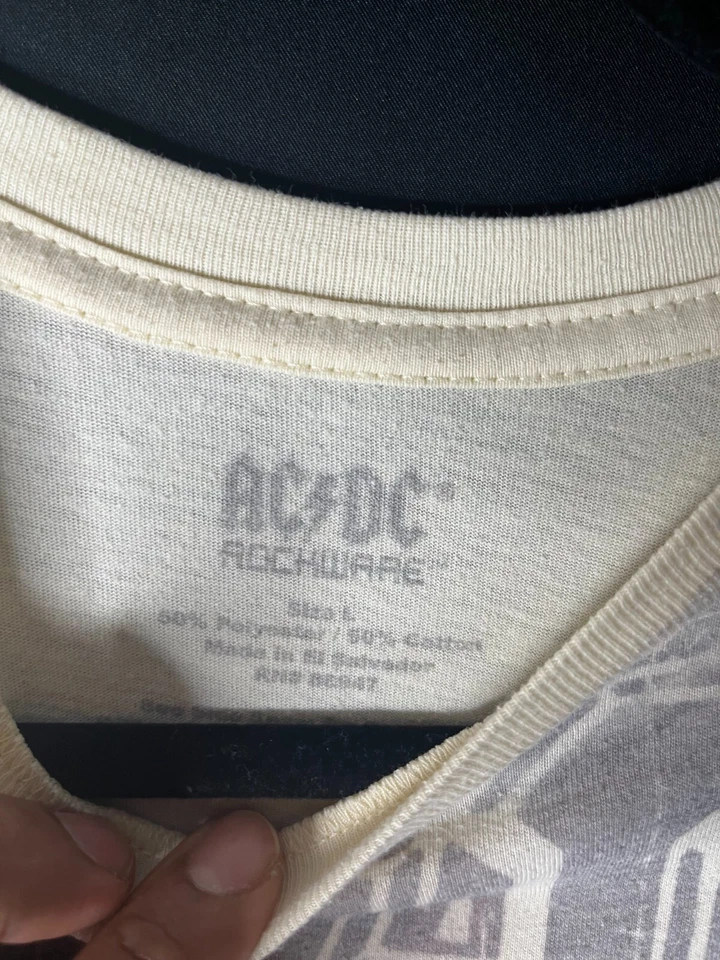 AC⚡DC®
ROCKWARE™
Size L
50% Polyester / 50% Cotton
Made in El Salvador